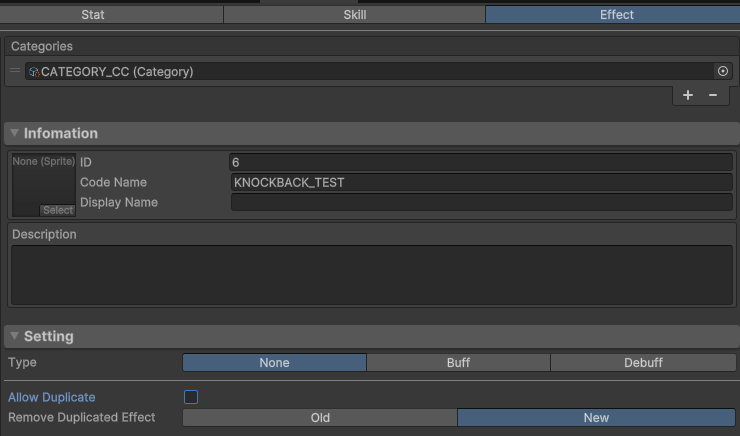 Stat Skill Effect
Categories
CATEGORY_CC (Category)
+ −
Infomation
None (Sprite) ID 6
Code Name KNOCKBACK_TEST
Select Display Name
Description
Setting
Type None Buff Debuff
Allow Duplicate
Remove Duplicated Effect Old New